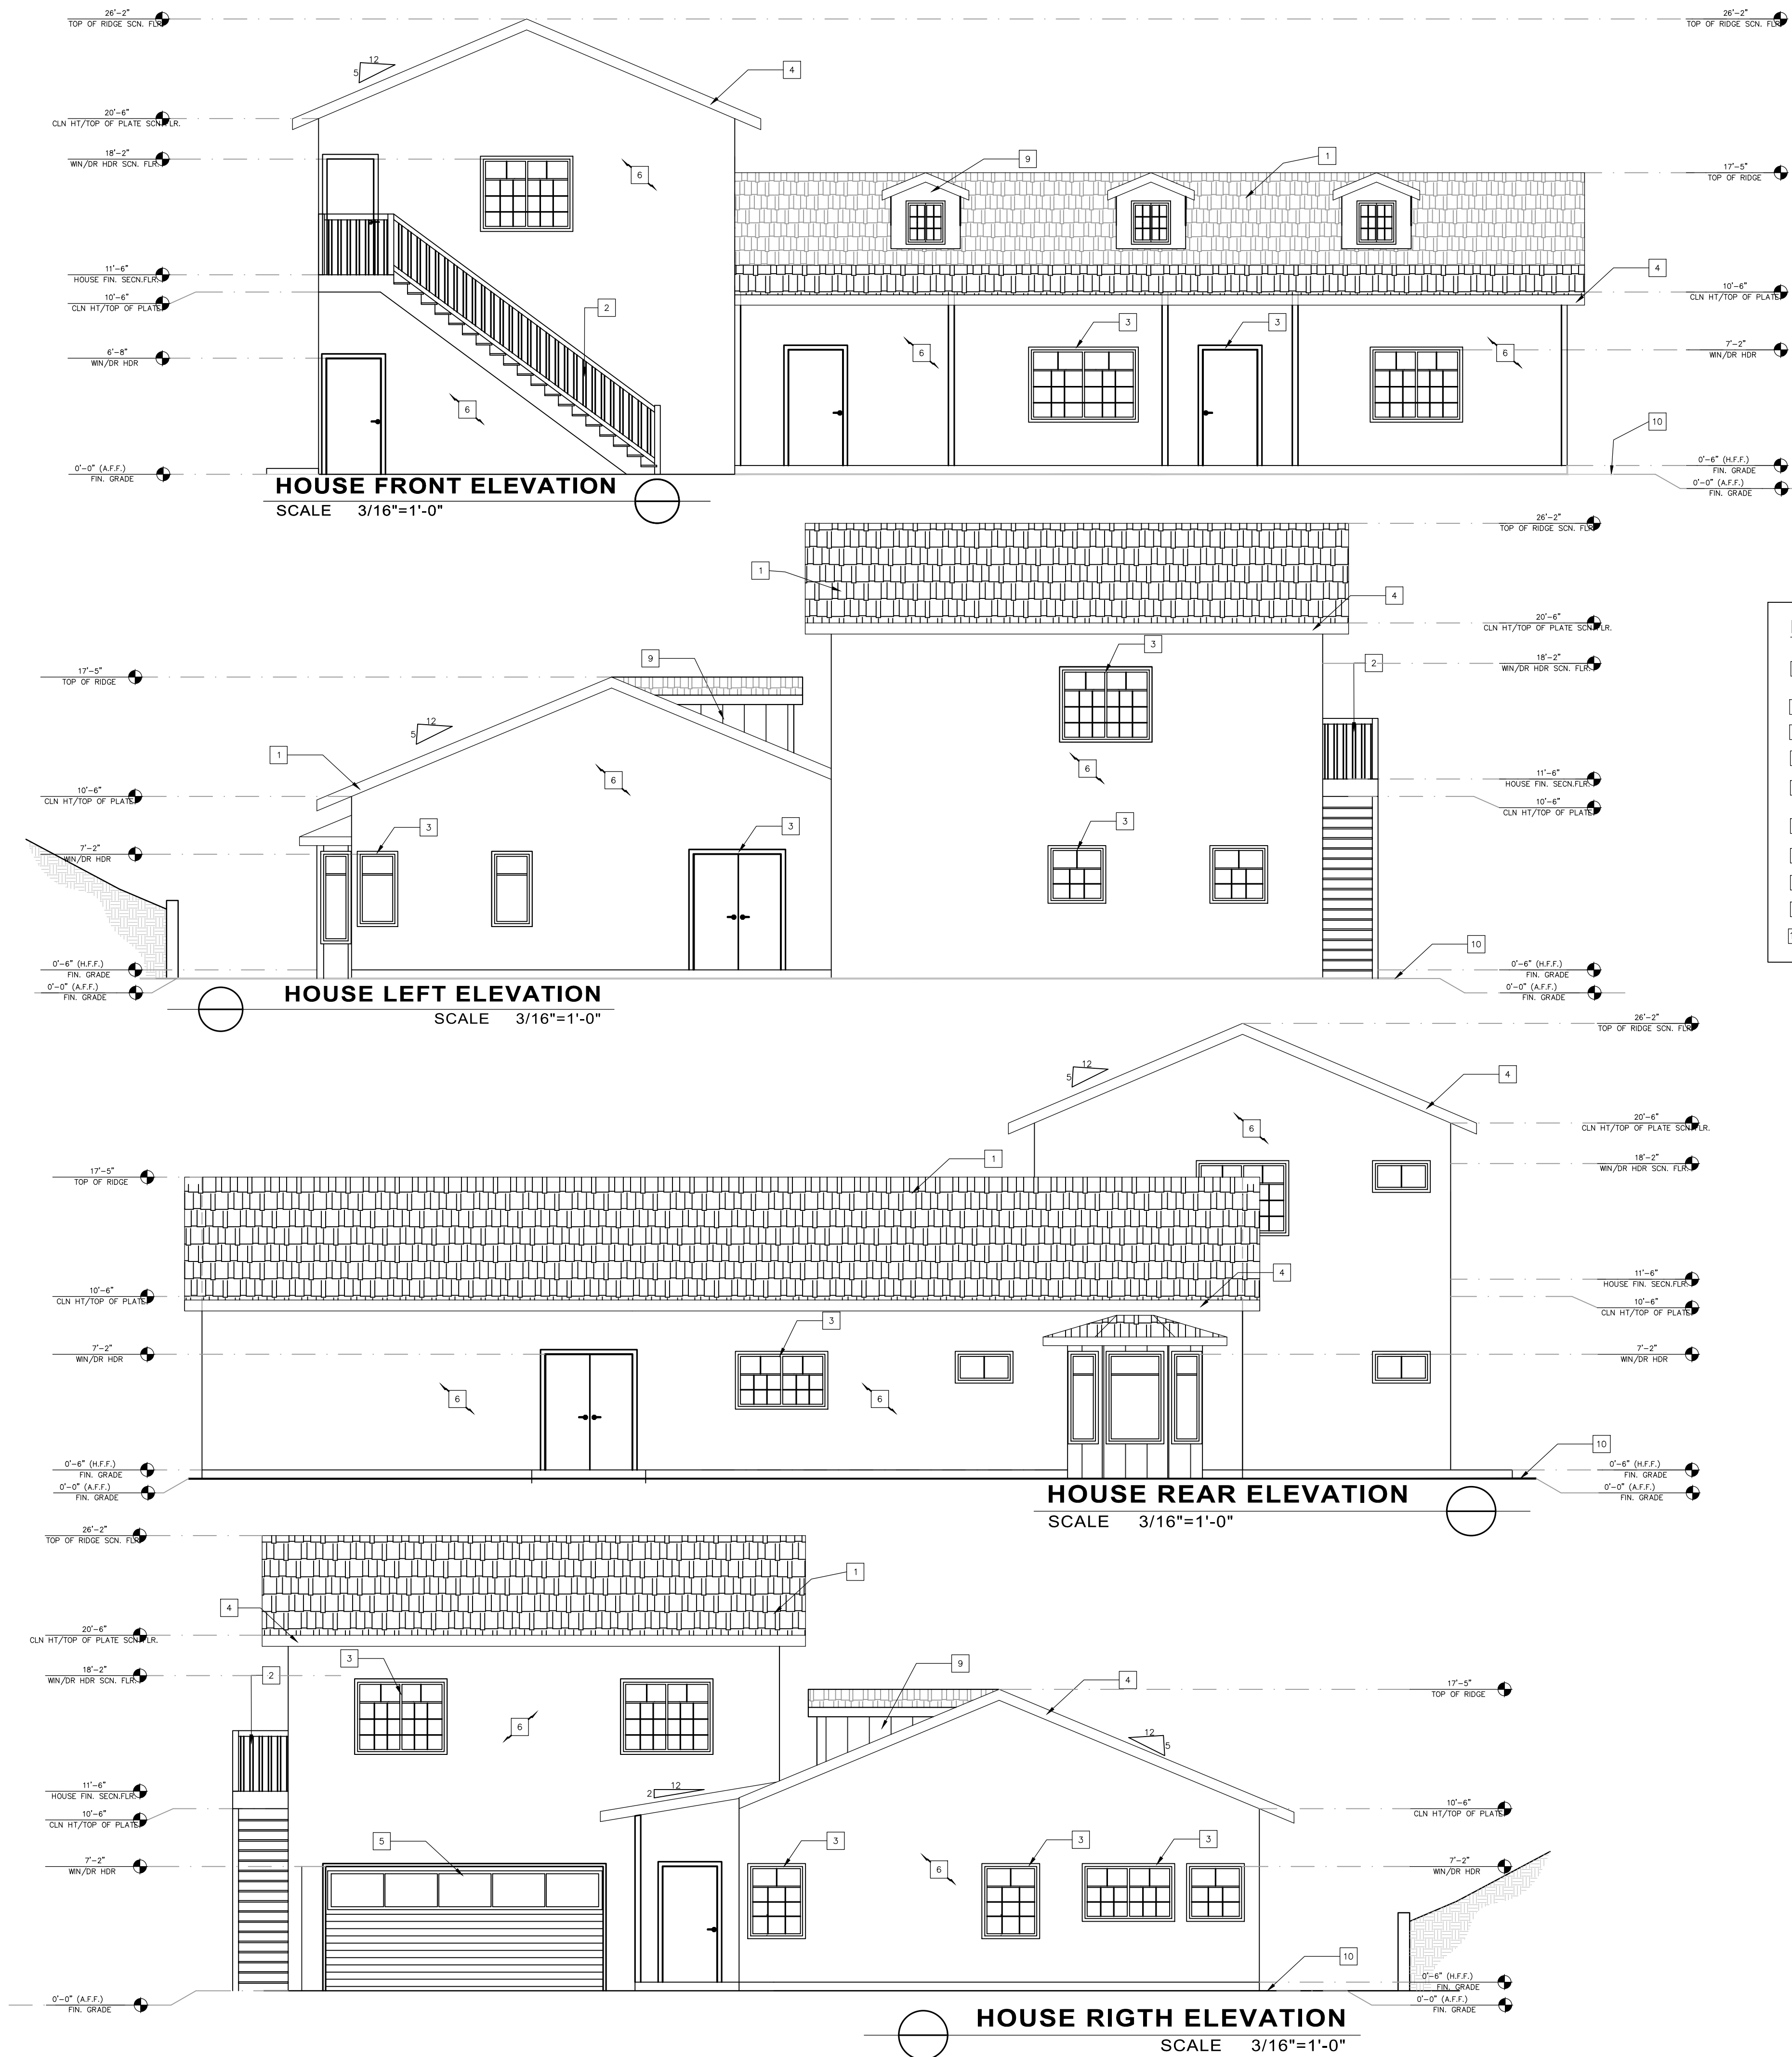 26'-2"
TOP OF RIDGE SCN. FLR
26'-2"
TOP OF RIDGE SCN. FLR
12
5
4
20'-6"
CLN HT/TOP OF PLATE SCN. FLR.
18'-2"
WIN/DR HDR SCN. FLR.
6
9
1
17'-5"
TOP OF RIDGE
11'-6"
HOUSE FIN. SECN.FLR.
4
10'-6"
CLN HT/TOP OF PLATE
10'-6"
CLN HT/TOP OF PLATE
2
3
3
6'-8"
WIN/DR HDR
6
6
7'-2"
WIN/DR HDR
6
10
0'-0" (A.F.F.)
FIN. GRADE
0'-6" (H.F.F.)
FIN. GRADE
0'-0" (A.F.F.)
FIN. GRADE
HOUSE FRONT ELEVATION
SCALE 3/16"=1'-0"
26'-2"
TOP OF RIDGE SCN. FLR
1
4
20'-6"
CLN HT/TOP OF PLATE SCN. FLR.
17'-5"
TOP OF RIDGE
9
3
2
18'-2"
WIN/DR HDR SCN. FLR.
12
5
1
6
6
11'-6"
HOUSE FIN. SECN.FLR.
10'-6"
CLN HT/TOP OF PLATE
10'-6"
CLN HT/TOP OF PLATE
3
3
3
7'-2"
WIN/DR HDR
10
0'-6" (H.F.F.)
FIN. GRADE
0'-0" (A.F.F.)
FIN. GRADE
0'-6" (H.F.F.)
FIN. GRADE
0'-0" (A.F.F.)
FIN. GRADE
HOUSE LEFT ELEVATION
SCALE 3/16"=1'-0"
26'-2"
TOP OF RIDGE SCN. FLR
12
5
4
6
20'-6"
CLN HT/TOP OF PLATE SCN. FLR.
17'-5"
TOP OF RIDGE
1
18'-2"
WIN/DR HDR SCN. FLR.
4
11'-6"
HOUSE FIN. SECN.FLR.
10'-6"
CLN HT/TOP OF PLATE
10'-6"
CLN HT/TOP OF PLATE
3
7'-2"
WIN/DR HDR
7'-2"
WIN/DR HDR
6
6
10
0'-6" (H.F.F.)
FIN. GRADE
0'-0" (A.F.F.)
FIN. GRADE
0'-6" (H.F.F.)
FIN. GRADE
0'-0" (A.F.F.)
FIN. GRADE
HOUSE REAR ELEVATION
SCALE 3/16"=1'-0"
26'-2"
TOP OF RIDGE SCN. FLR
1
4
20'-6"
CLN HT/TOP OF PLATE SCN. FLR.
3
9
18'-2"
WIN/DR HDR SCN. FLR.
2
4
17'-5"
TOP OF RIDGE
6
12
5
11'-6"
HOUSE FIN. SECN.FLR.
12
2
10'-6"
CLN HT/TOP OF PLATE
10'-6"
CLN HT/TOP OF PLATE
5
3
3
3
7'-2"
WIN/DR HDR
6
7'-2"
WIN/DR HDR
10
0'-6" (H.F.F.)
FIN. GRADE
0'-0" (A.F.F.)
FIN. GRADE
0'-0" (A.F.F.)
FIN. GRADE
HOUSE RIGTH ELEVATION
SCALE 3/16"=1'-0"